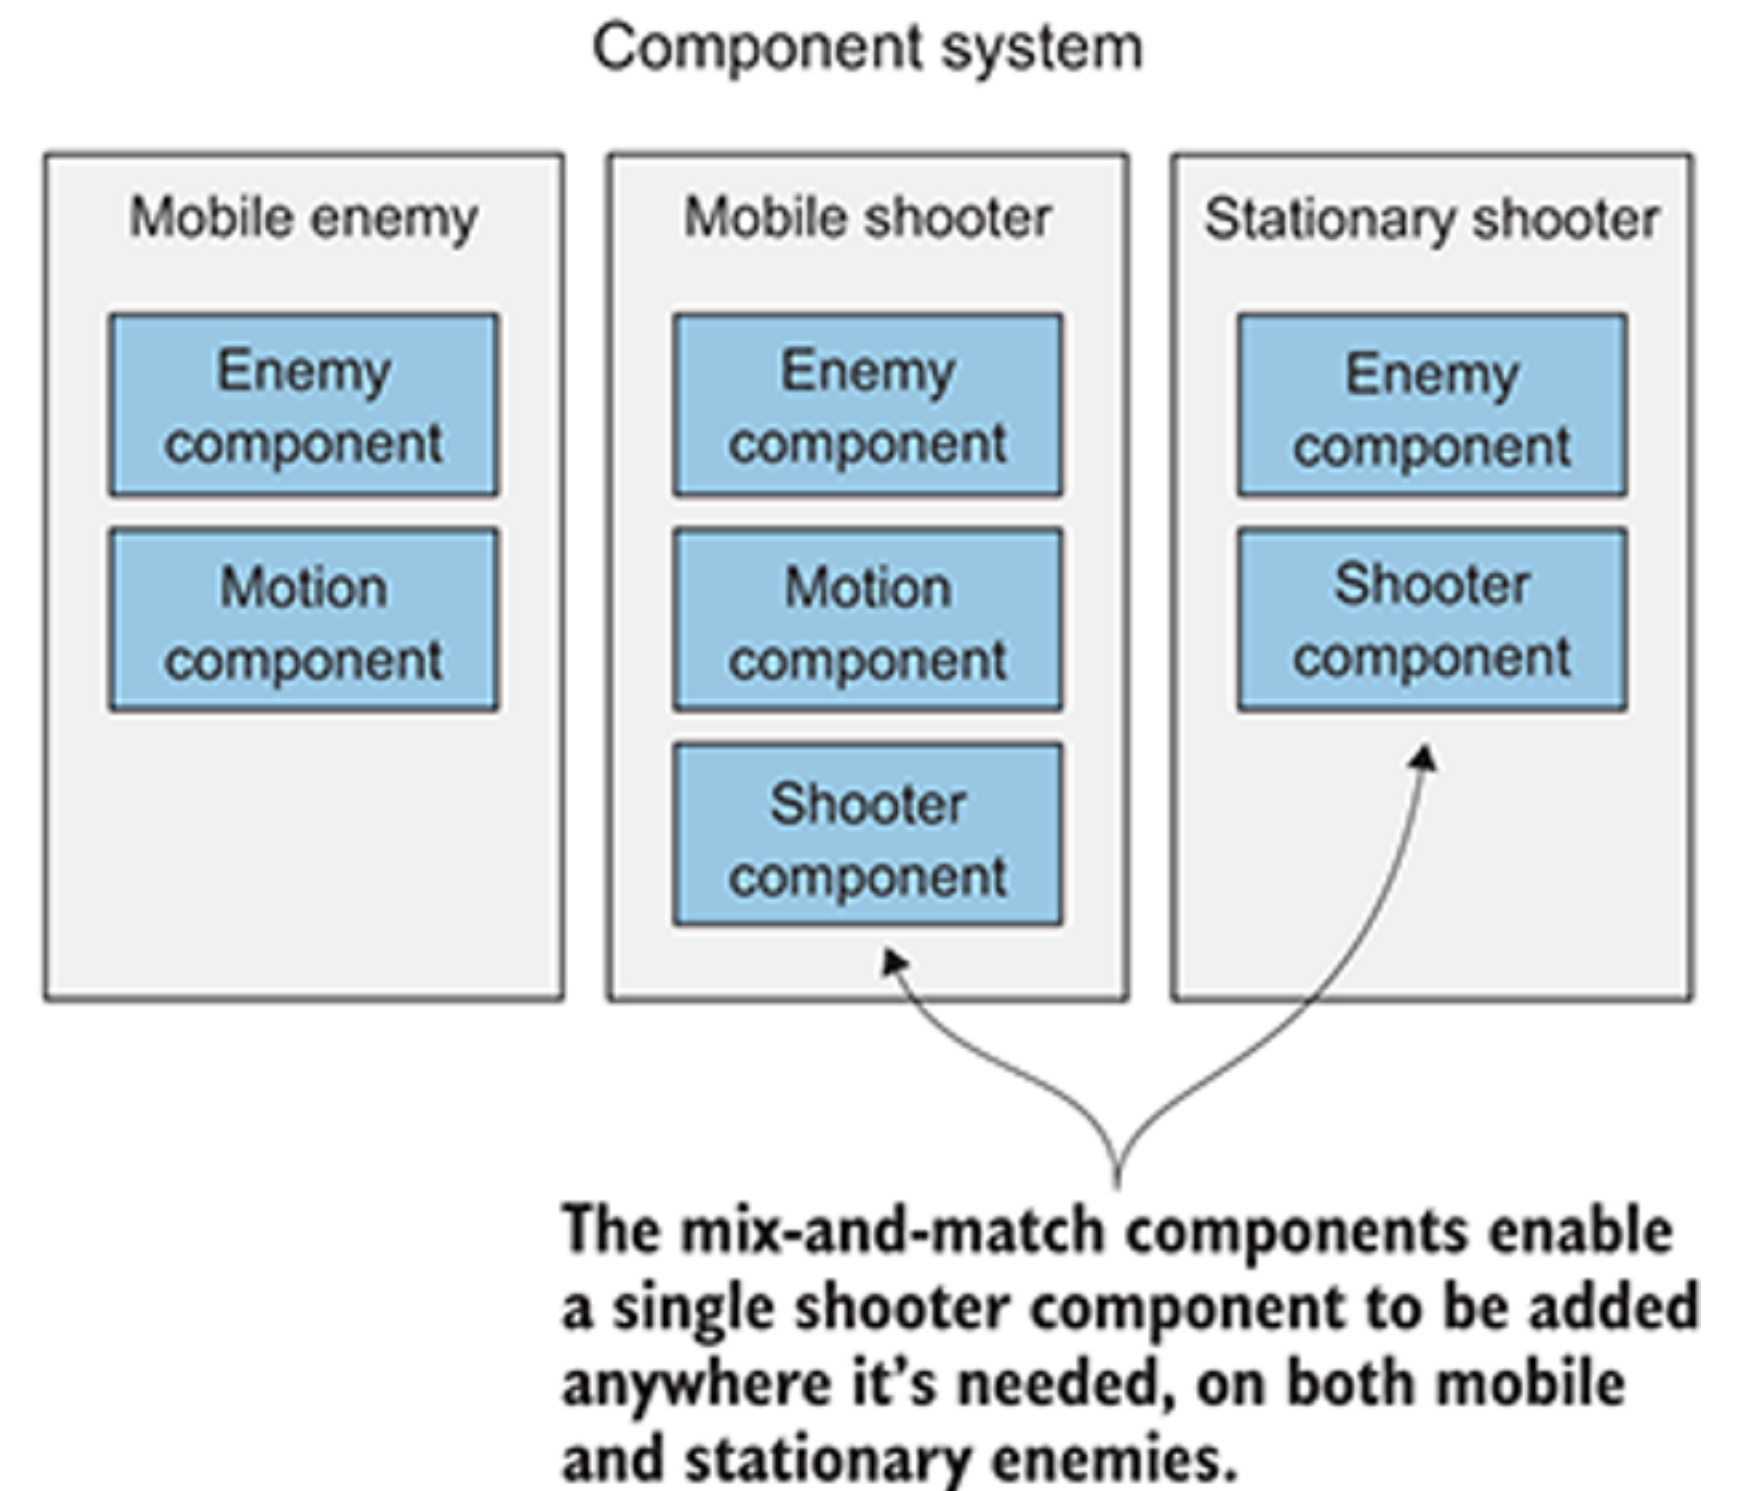 Component system
Mobile enemy
Enemy
component
Motion
component
Mobile shooter
Enemy
component
Motion
component
Shooter
component
Stationary shooter
Enemy
component
Shooter
component
The mix-and-match components enable
a single shooter component to be added
anywhere it’s needed, on both mobile
and stationary enemies.